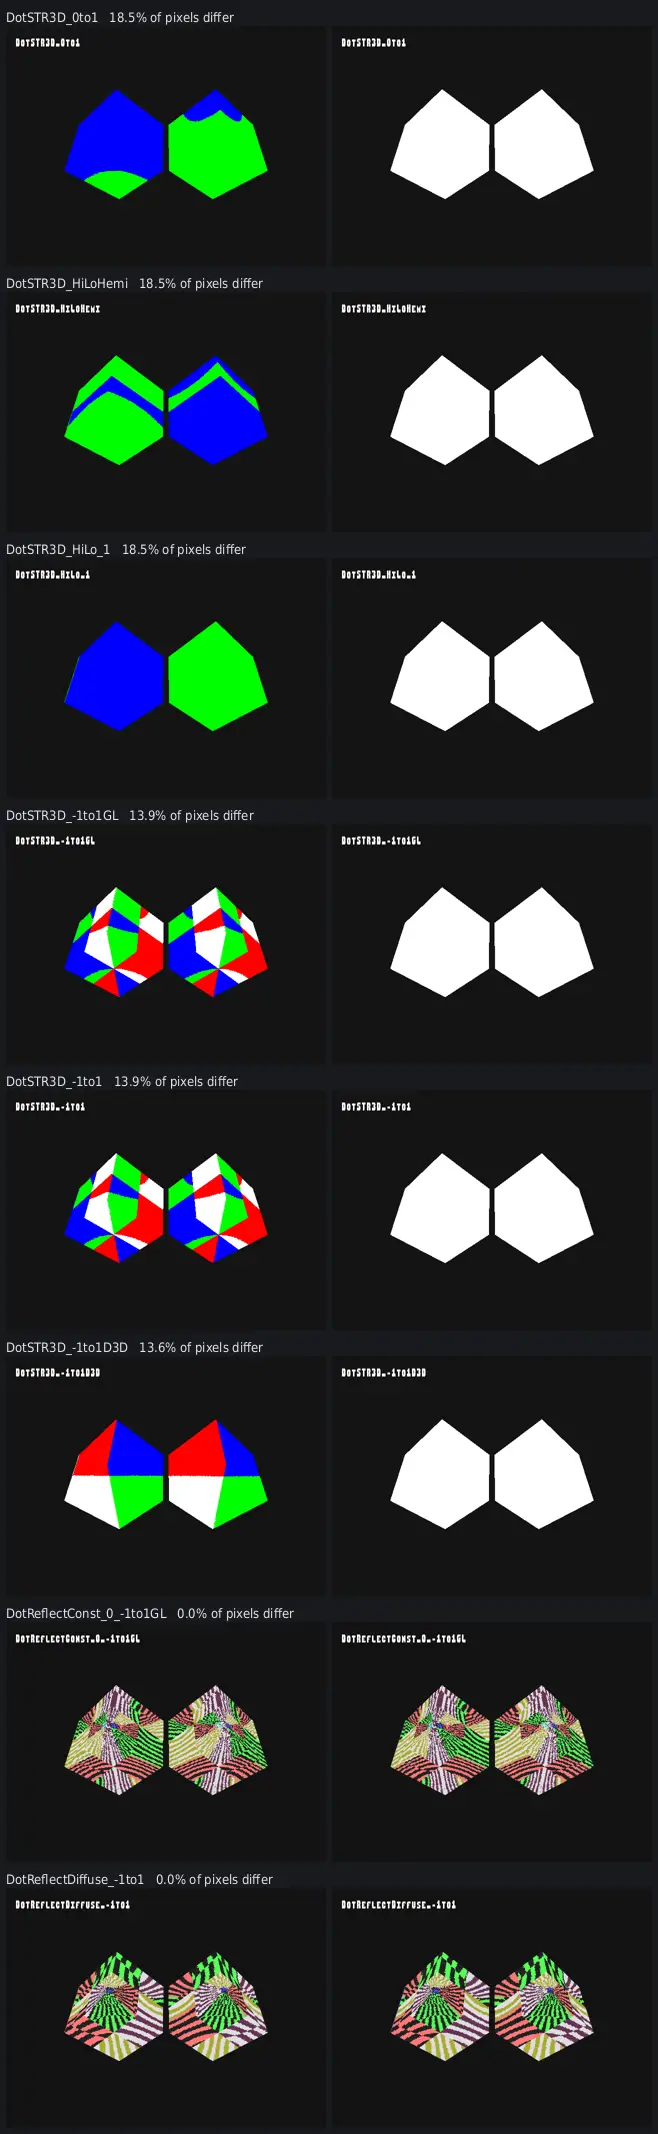 DotSTR3D_0to1 18.5% of pixels differ
DotSTR3D_0to1 DotSTR3D_0to1
DotSTR3D_HiLoHemi 18.5% of pixels differ
DotSTR3D_HiLoHemi DotSTR3D_HiLoHemi
DotSTR3D_HiLo_1 18.5% of pixels differ
DotSTR3D_HiLo_1 DotSTR3D_HiLo_1
DotSTR3D_-1to1GL 13.9% of pixels differ
DotSTR3D_-1to1GL DotSTR3D_-1to1GL
DotSTR3D_-1to1 13.9% of pixels differ
DotSTR3D_-1to1 DotSTR3D_-1to1
DotSTR3D_-1to1D3D 13.6% of pixels differ
DotSTR3D_-1to1D3D DotSTR3D_-1to1D3D
DotReflectConst_0_-1to1GL 0.0% of pixels differ
DotReflectConst_0_-1to1GL DotReflectConst_0_-1to1GL
DotReflectDiffuse_-1to1 0.0% of pixels differ
DotReflectDiffuse_-1to1 DotReflectDiffuse_-1to1